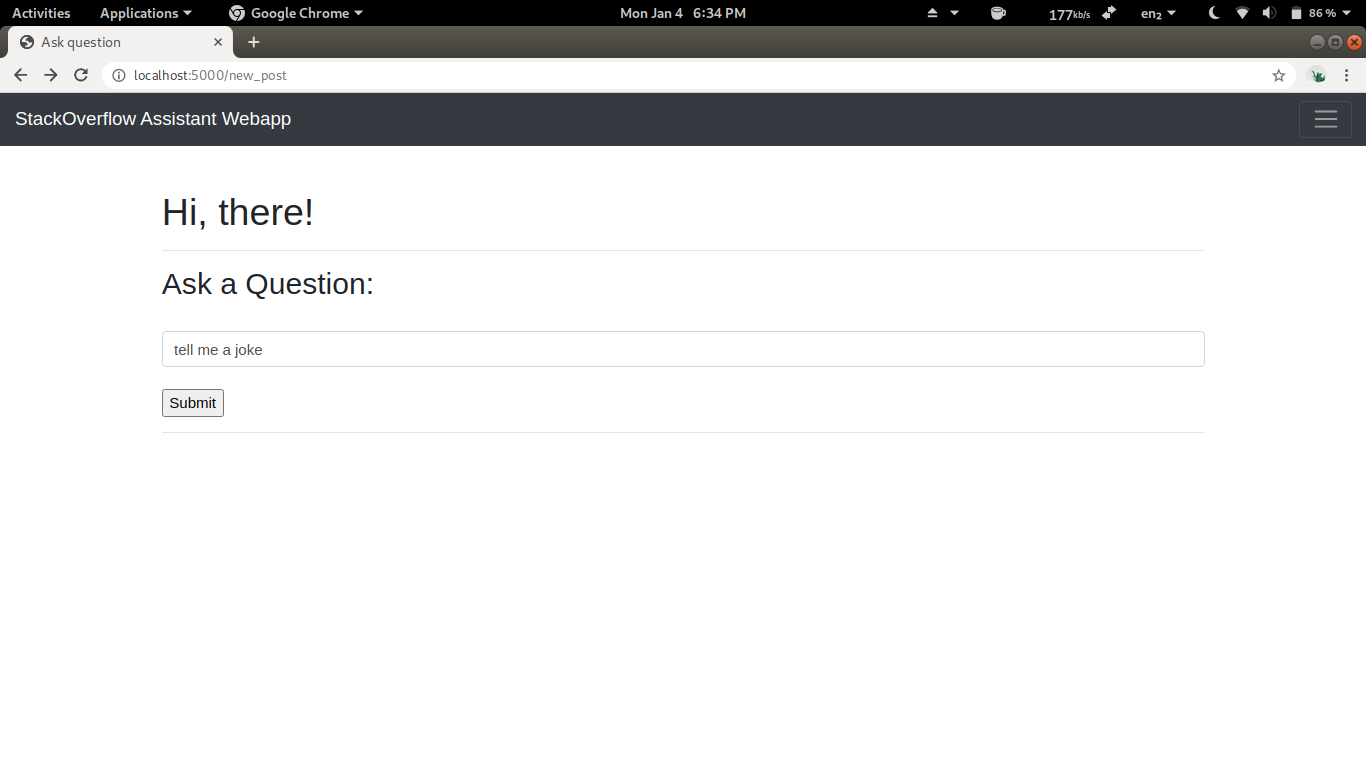 Activities Applications Google Chrome Mon Jan 4 6:34 PM 177kb/s en2 86 %
Ask question
localhost:5000/new_post
StackOverflow Assistant Webapp
Hi, there!
Ask a Question:
tell me a joke
Submit